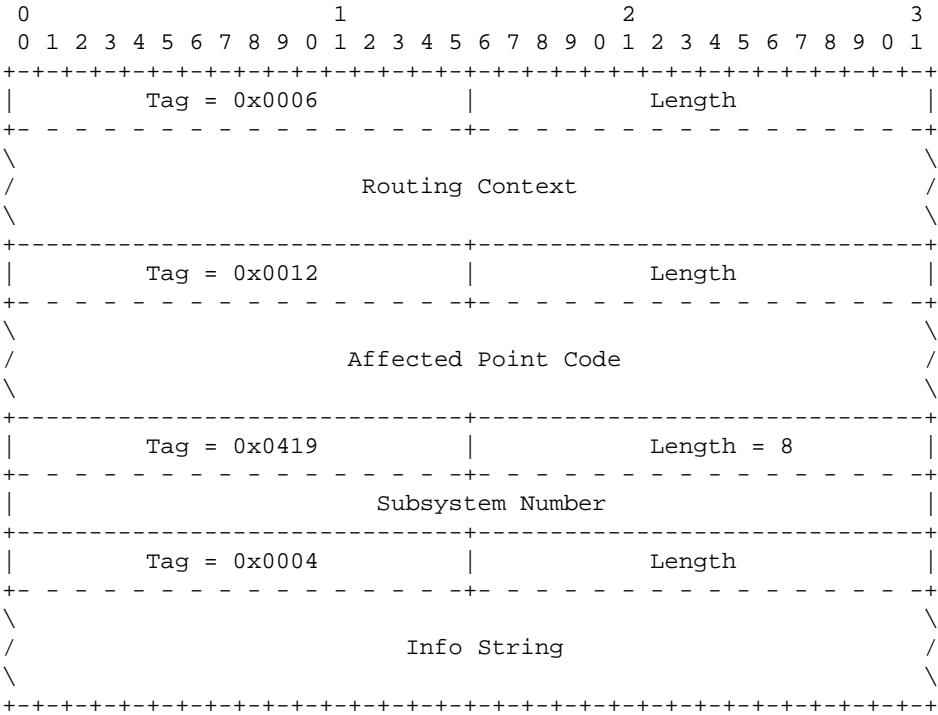 0                   1                   2                   3
 0 1 2 3 4 5 6 7 8 9 0 1 2 3 4 5 6 7 8 9 0 1 2 3 4 5 6 7 8 9 0 1
+-+-+-+-+-+-+-+-+-+-+-+-+-+-+-+-+-+-+-+-+-+-+-+-+-+-+-+-+-+-+-+-+
|         Tag = 0x0006          |            Length             |
+- - - - - - - - - - - - - - - -+- - - - - - - - - - - - - - - -+
\                                                               \
/                        Routing Context                        /
\                                                               \
+-------------------------------+-------------------------------+
|         Tag = 0x0012          |            Length             |
+- - - - - - - - - - - - - - - -+- - - - - - - - - - - - - - - -+
\                                                               \
/                       Affected Point Code                     /
\                                                               \
+-------------------------------+-------------------------------+
|         Tag = 0x0419          |            Length = 8         |
+- - - - - - - - - - - - - - - -+- - - - - - - - - - - - - - - -+
|                         Subsystem Number                      |
+-------------------------------+-------------------------------+
|         Tag = 0x0004          |            Length             |
+- - - - - - - - - - - - - - - -+- - - - - - - - - - - - - - - -+
\                                                               \
/                           Info String                         /
\                                                               \
+-+-+-+-+-+-+-+-+-+-+-+-+-+-+-+-+-+-+-+-+-+-+-+-+-+-+-+-+-+-+-+-+